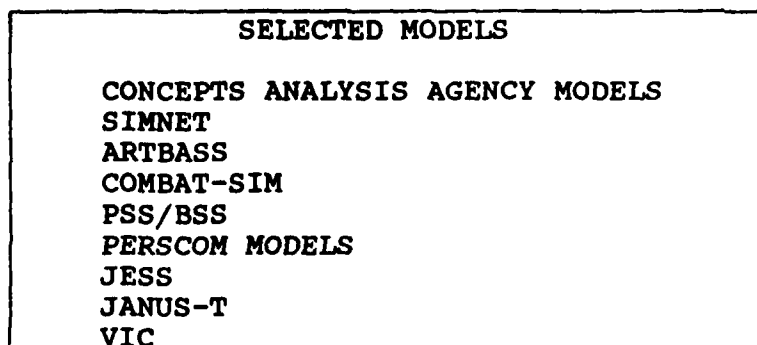 SELECTED MODELS
CONCEPTS ANALYSIS AGENCY MODELS
SIMNET
ARTBASS
COMBAT-SIM
PSS/BSS
PERSCOM MODELS
JESS
JANUS-T
VIC